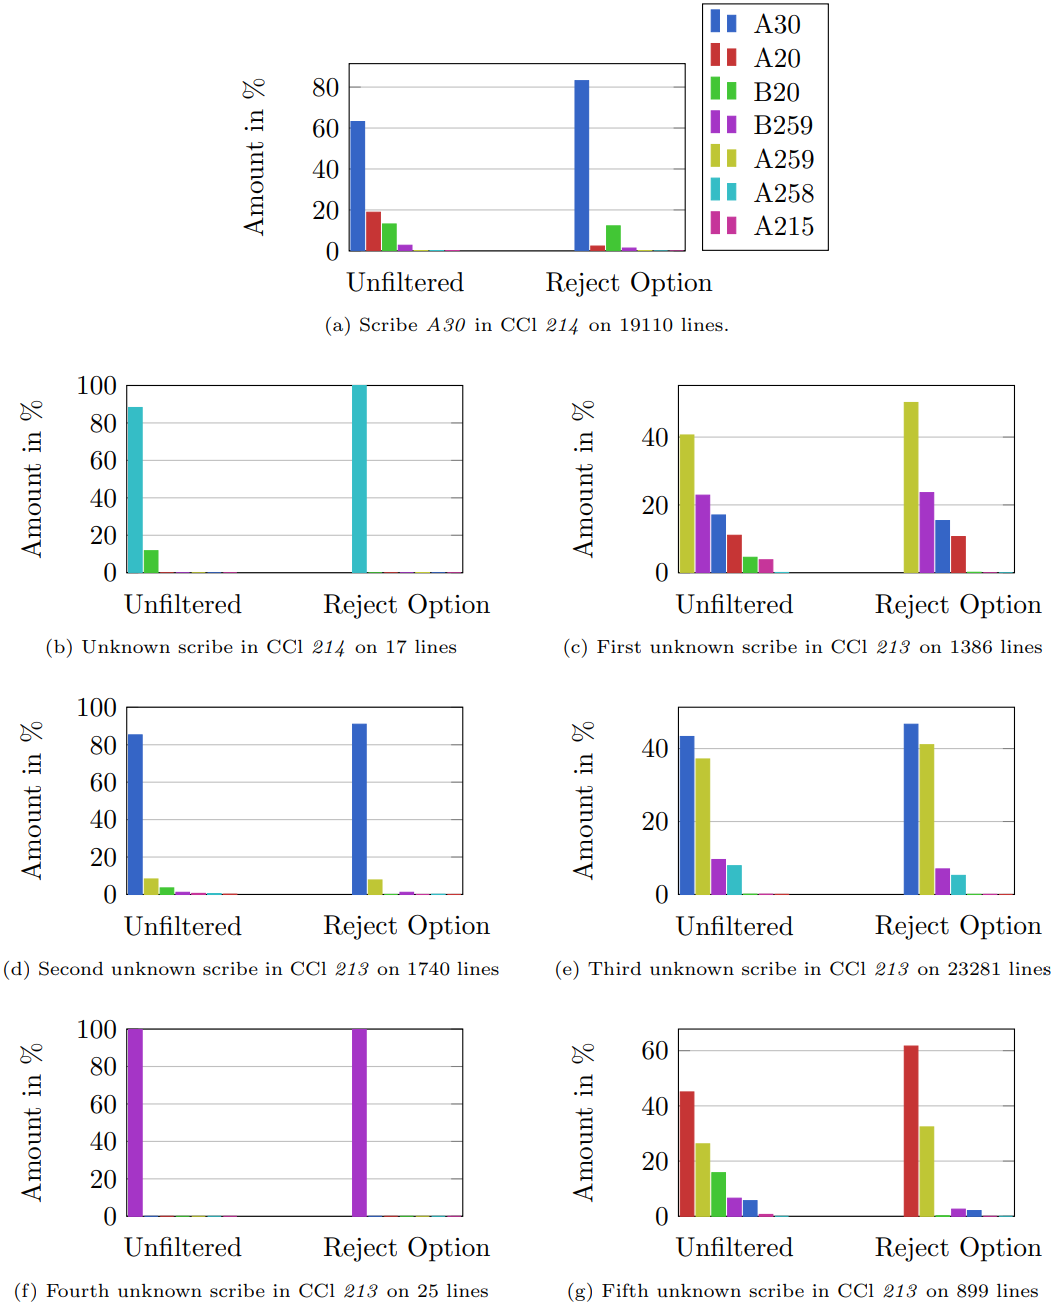 A30
A20
B20
B259
A259
A258
A215
Amount in %
80
60
40
20
0
Unfiltered Reject Option
(a) Scribe A30 in CCl 214 on 19110 lines.
Amount in %
100
80
60
40
20
0
Unfiltered Reject Option
(b) Unknown scribe in CCl 214 on 17 lines
Amount in %
40
20
0
Unfiltered Reject Option
(c) First unknown scribe in CCl 213 on 1386 lines
Amount in %
100
80
60
40
20
0
Unfiltered Reject Option
(d) Second unknown scribe in CCl 213 on 1740 lines
Amount in %
40
20
0
Unfiltered Reject Option
(e) Third unknown scribe in CCl 213 on 23281 lines
Amount in %
100
80
60
40
20
0
Unfiltered Reject Option
(f) Fourth unknown scribe in CCl 213 on 25 lines
Amount in %
60
40
20
0
Unfiltered Reject Option
(g) Fifth unknown scribe in CCl 213 on 899 lines